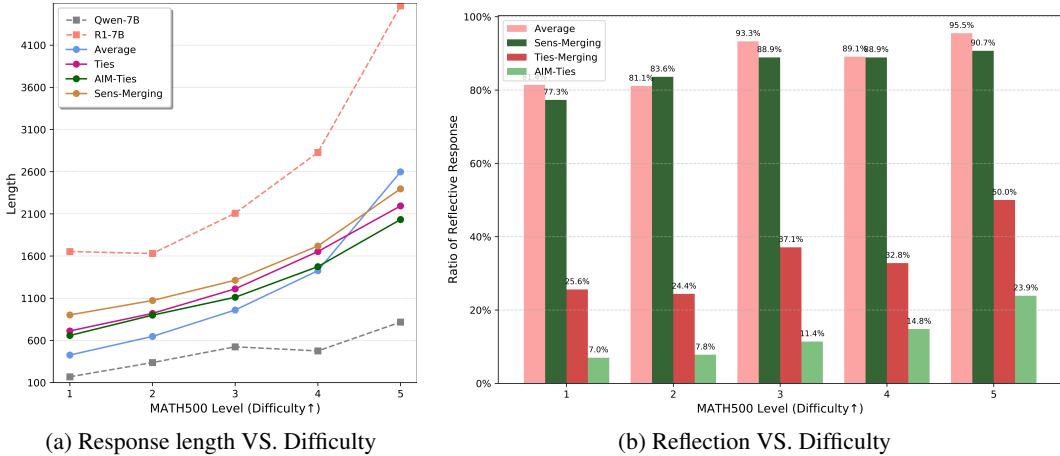 4100
3600
3100
2600
2100
1600
1100
600
100
Length
Qwen-7B
R1-7B
Average
Ties
AIM-Ties
Sens-Merging
1 2 3 4 5
MATH500 Level (Difficulty↑)
(a) Response length VS. Difficulty
100%
80%
60%
40%
20%
0%
Ratio of Reflective Response
Average
Sens-Merging
Ties-Merging
AIM-Ties
77.3%
25.6%
7.0%
81.1%
83.6%
24.4%
7.8%
93.3%
88.9%
37.1%
11.4%
89.1%
88.9%
32.8%
14.8%
95.5%
90.7%
50.0%
23.9%
1 2 3 4 5
MATH500 Level (Difficulty↑)
(b) Reflection VS. Difficulty